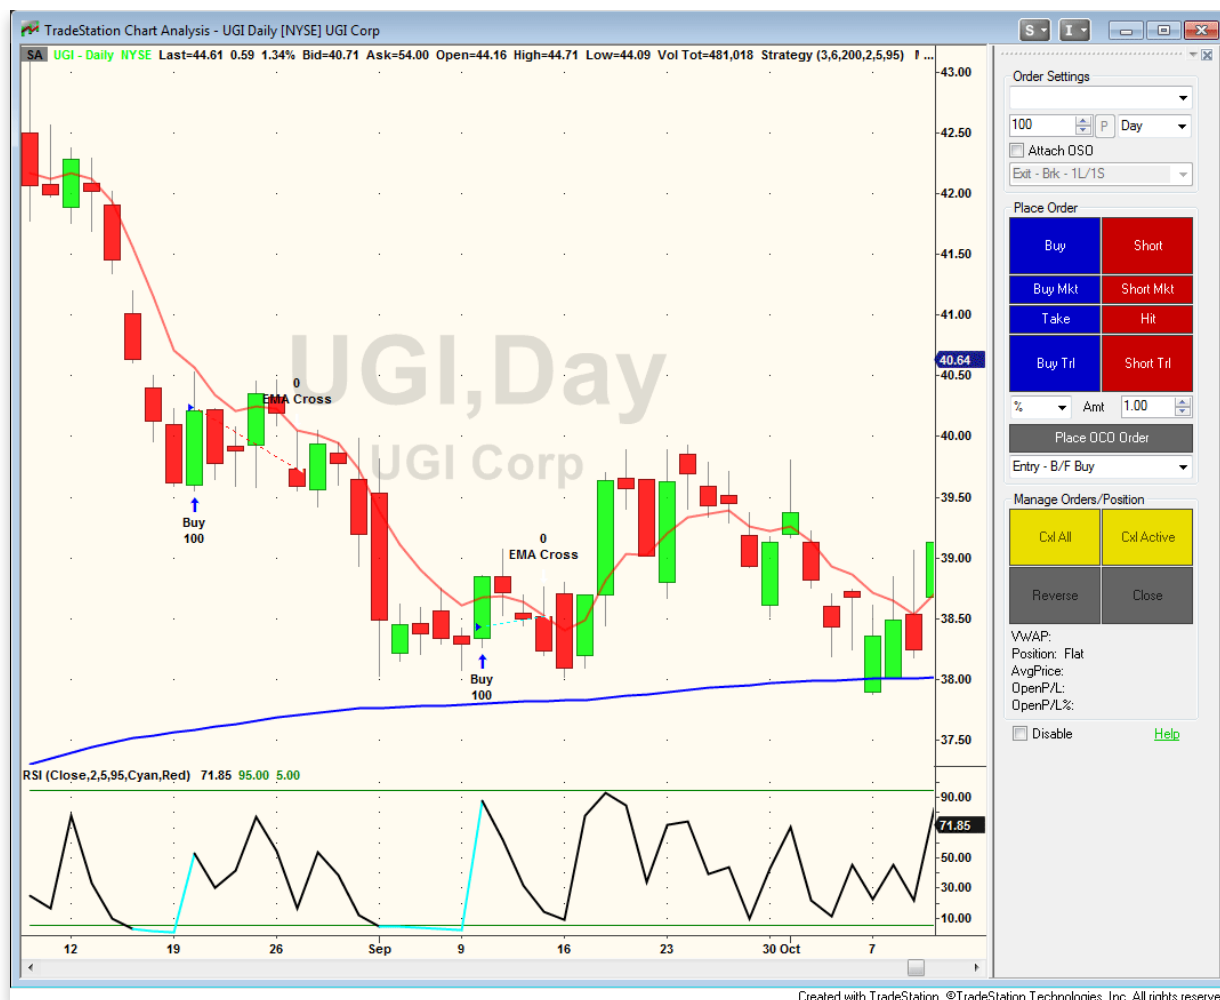 TradeStation Chart Analysis - UGI Daily [NYSE] UGI Corp
S
I
SA UGI - Daily NYSE Last=44.61 0.59 1.34% Bid=40.71 Ask=54.00 Open=44.16 High=44.71 Low=44.09 Vol Tot=481,018 Strategy (3,6,200,2,5,95)
UGI,Day
UGI Corp
0
EMA Cross
Buy
100
0
EMA Cross
Buy
100
43.00
42.50
42.00
41.50
41.00
40.64
40.50
40.00
39.50
39.00
38.50
38.00
37.50
RSI (Close,2,5,95,Cyan,Red) 71.85 95.00 5.00
90.00
71.85
50.00
30.00
10.00
12 19 26 Sep 9 16 23 30 Oct 7
Order Settings
100 P Day
Attach OSO
Exit - Brk - 1L/1S
Place Order
Buy Short
Buy Mkt Short Mkt
Take Hit
Buy Trl Short Trl
% Amt 1.00
Place OCO Order
Entry - B/F Buy
Manage Orders/Position
Cxl All Cxl Active
Reverse Close
VWAP:
Position: Flat
AvgPrice:
OpenP/L:
OpenP/L%:
Disable Help
Created with TradeStation. ©TradeStation Technologies, Inc. All rights reserve